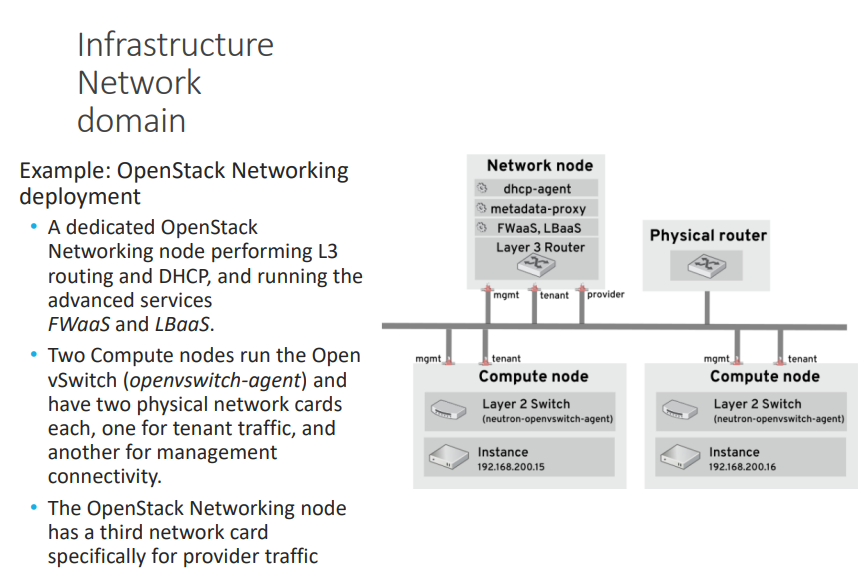 Infrastructure
Network
domain
Example: OpenStack Networking
deployment
• A dedicated OpenStack
Networking node performing L3
routing and DHCP, and running the
advanced services
FWaaS and LBaaS.
• Two Compute nodes run the Open
vSwitch (openvswitch-agent) and
have two physical network cards
each, one for tenant traffic, and
another for management
connectivity.
• The OpenStack Networking node
has a third network card
specifically for provider traffic
Network node
dhcp-agent
metadata-proxy
FWaaS, LBaaS
Layer 3 Router
mgmt
tenant
provider
Physical router
mgmt
tenant
Compute node
Layer 2 Switch
(neutron-openvswitch-agent)
Instance
192.168.200.15
mgmt
tenant
Compute node
Layer 2 Switch
(neutron-openvswitch-agent)
Instance
192.168.200.16